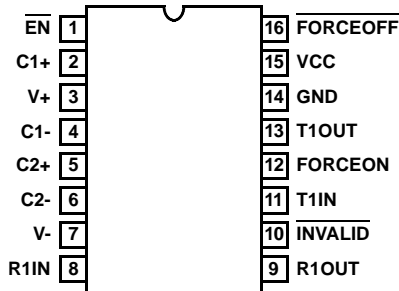 EN 1 16 FORCEOFF
C1+ 2 15 VCC
V+ 3 14 GND
C1- 4 13 T1OUT
C2+ 5 12 FORCEON
C2- 6 11 T1IN
V- 7 10 INVALID
R1IN 8 9 R1OUT